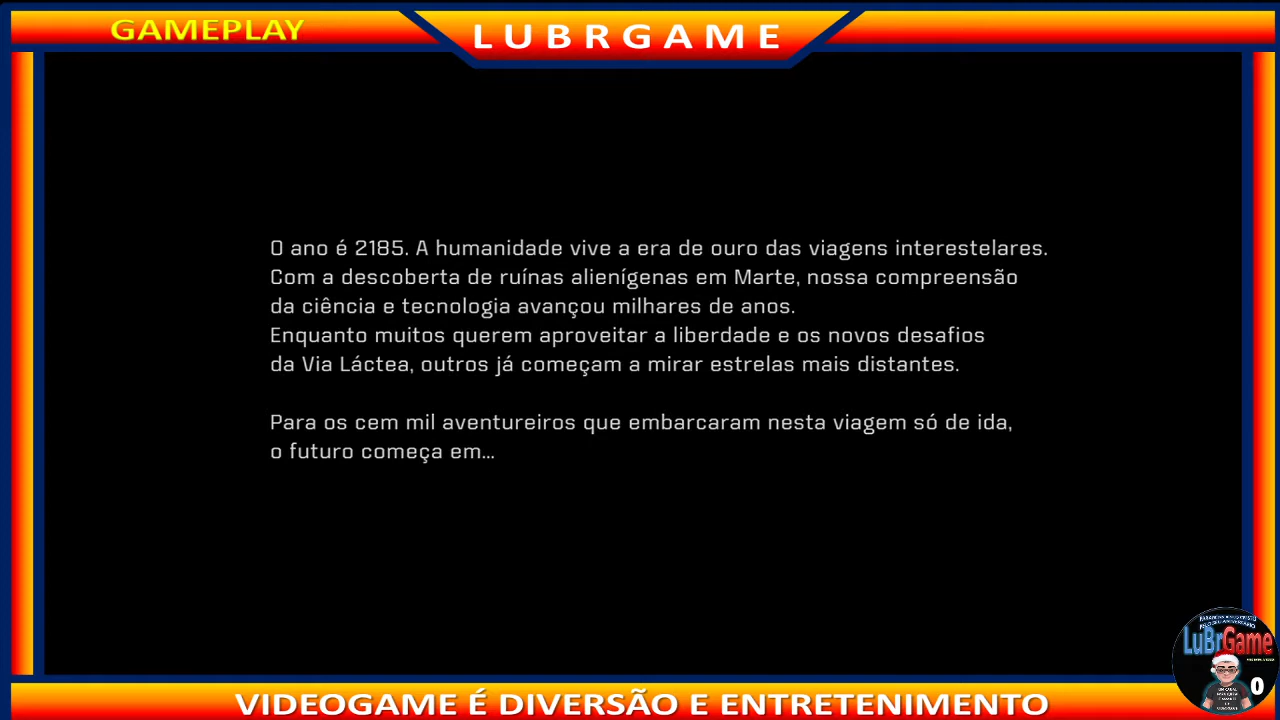 GAMEPLAY
LUBRGAME
O ano é 2185. A humanidade vive a era de ouro das viagens interestelares.
Com a descoberta de ruínas alienígenas em Marte, nossa compreensão
da ciência e tecnologia avançou milhares de anos.
Enquanto muitos querem aproveitar a liberdade e os novos desafios
da Via Láctea, outros já começam a mirar estrelas mais distantes.
Para os cem mil aventureiros que embarcaram nesta viagem só de ida,
o futuro começa em...
LuBrGame
0
VIDEOGAME É DIVERSÃO E ENTRETENIMENTO